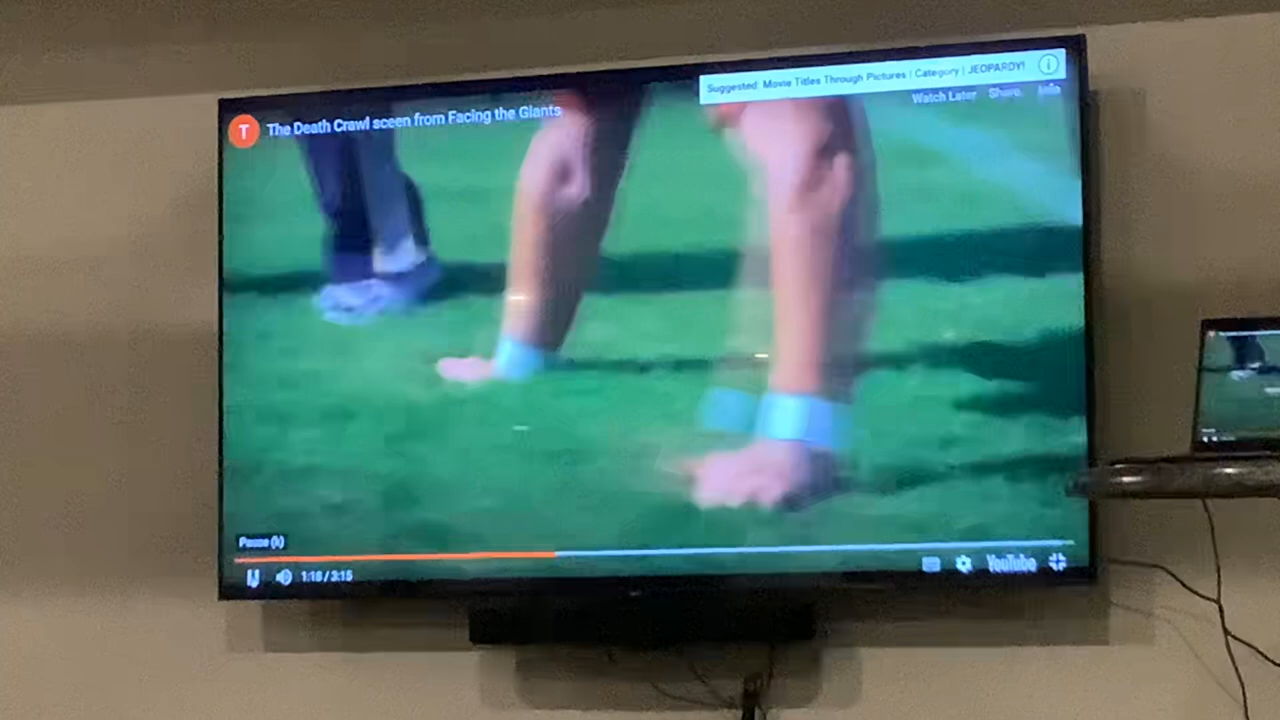 Suggested: Movie Titles Through Pictures | Category | JEOPARDY!
T The Death Crawl sceen from Facing the Giants
Watch Later Share Info
Pause (k)
1:16 / 3:15
YouTube